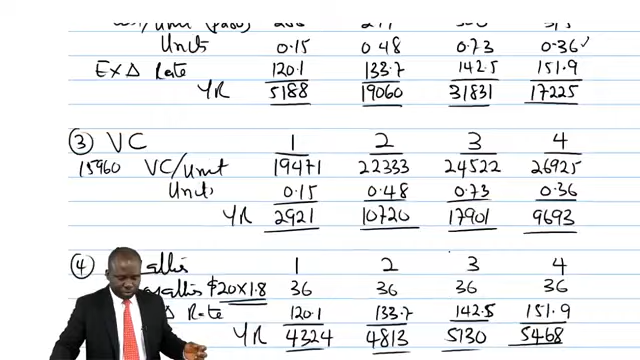 Units 0.15 0.48 0.73 0.36✓
EX∆ Rate 120.1 133.7 142.5 151.9
YR 5188 19060 31831 17225
③ VC 1 2 3 4
15960 VC/Unit 19471 22333 24522 26925
Units 0.15 0.48 0.73 0.36
YR 2921 10720 17901 9693
④ 1 2 3 4
$20×1.8 36 36 36 36
∆ Rate 120.1 133.7 142.5 151.9
YR 4324 4813 5130 5468